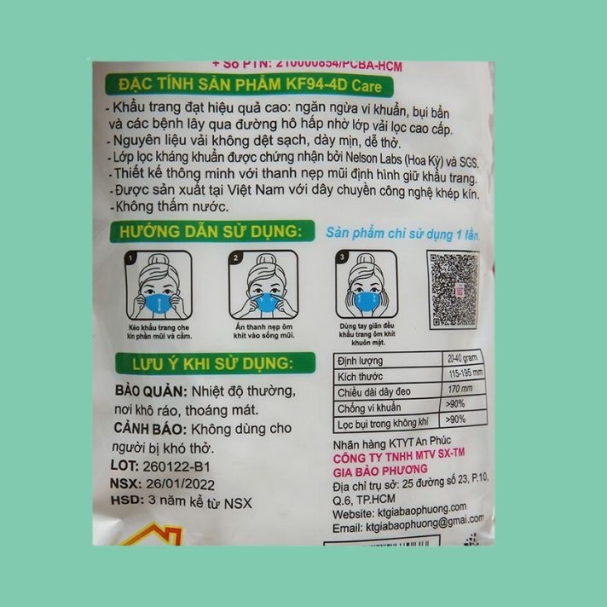 + Số PTN: 210000854/PCBA-HCM
ĐẶC TÍNH SẢN PHẨM KF94-4D Care
- Khẩu trang đạt hiệu quả cao: ngăn ngừa vi khuẩn, bụi bẩn
và các bệnh lây qua đường hô hấp nhờ lớp vải lọc cao cấp.
- Nguyên liệu vải không dệt sạch, dày mịn, dễ thở.
- Lớp lọc kháng khuẩn được chứng nhận bởi Nelson Labs (Hoa Kỳ) và SGS.
- Thiết kế thông minh với thanh nẹp mũi định hình giữ khẩu trang.
- Được sản xuất tại Việt Nam với dây chuyền công nghệ khép kín.
- Không thấm nước.
HƯỚNG DẪN SỬ DỤNG: Sản phẩm chỉ sử dụng 1 lần.
1 2 3
Kéo khẩu trang che
kín phần mũi và cằm.
Ấn thanh nẹp ôm
khít vào sống mũi.
Dùng tay giãn đều
khẩu trang ôm khít
khuôn mặt.
LƯU Ý KHI SỬ DỤNG:
BẢO QUẢN: Nhiệt độ thường,
nơi khô ráo, thoáng mát.
CẢNH BÁO: Không dùng cho
người bị khó thở.
LOT: 260122-B1
NSX: 26/01/2022
HSD: 3 năm kể từ NSX
Định lượng 20-40 gram
Kích thước 115-195 mm
Chiều dài dây đeo 170 mm
Chống vi khuẩn >90%
Lọc bụi trong không khí >90%
Nhãn hàng KTYT An Phúc
CÔNG TY TNHH MTV SX-TM
GIA BẢO PHƯƠNG
Địa chỉ trụ sở: 25 đường số 23, P.10,
Q.6, TP.HCM
Website: ktgiabaophuong.com
Email: ktgiabaophuong@gmai.com